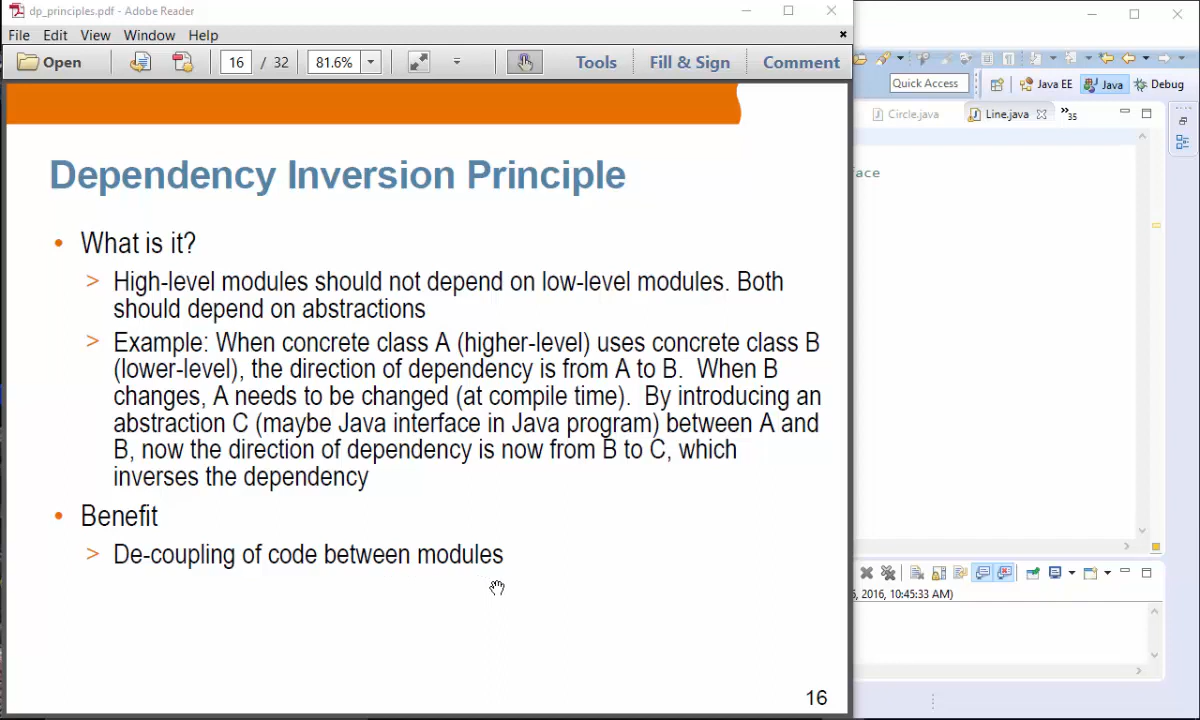 dp_principles.pdf - Adobe Reader
File Edit View Window Help
Open 16 / 32 81.6% Tools Fill & Sign Comment
Dependency Inversion Principle
• What is it?
> High-level modules should not depend on low-level modules. Both
should depend on abstractions
> Example: When concrete class A (higher-level) uses concrete class B
(lower-level), the direction of dependency is from A to B. When B
changes, A needs to be changed (at compile time). By introducing an
abstraction C (maybe Java interface in Java program) between A and
B, now the direction of dependency is now from B to C, which
inverses the dependency
• Benefit
> De-coupling of code between modules
16
Quick Access Java EE Java Debug
Circle.java Line.java »35
ace
, 2016, 10:45:33 AM)